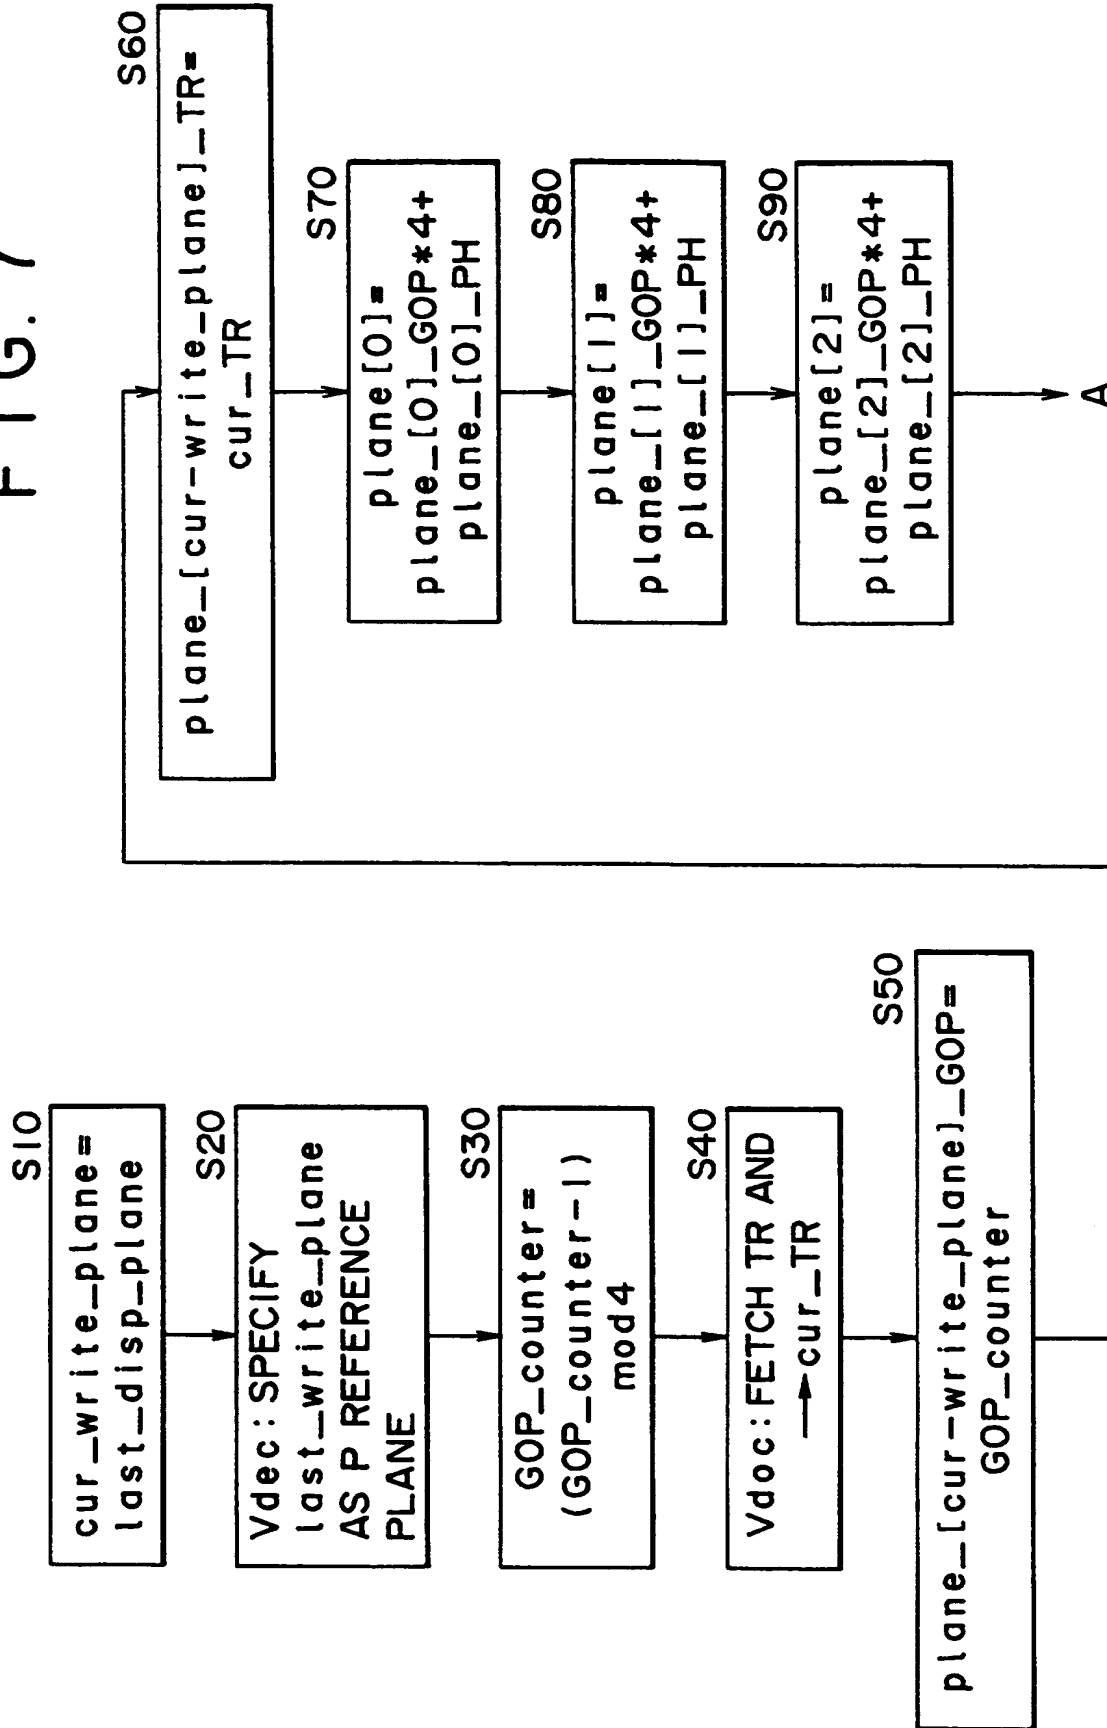 FIG. 7
S10
cur_write_plane=
last_disp_plane
S20
Vdec::SPECIFY
last_write_plane
AS P REFERENCE
PLANE
S30
GOP_counter=
(GOP_counter-1)
mod4
S40
Vdoc::FETCH TR AND
→cur_TR
S50
plane_[cur-write_plane]_GOP=
GOP_counter
S60
plane_[cur-write_plane]_TR=
cur_TR
S70
plane[0]=
plane_[0]_GOP*4+
plane_[0]_PH
S80
plane[1]=
plane_[1]_GOP*4+
plane_[1]_PH
S90
plane[2]=
plane_[2]_GOP*4+
plane_[2]_PH
A